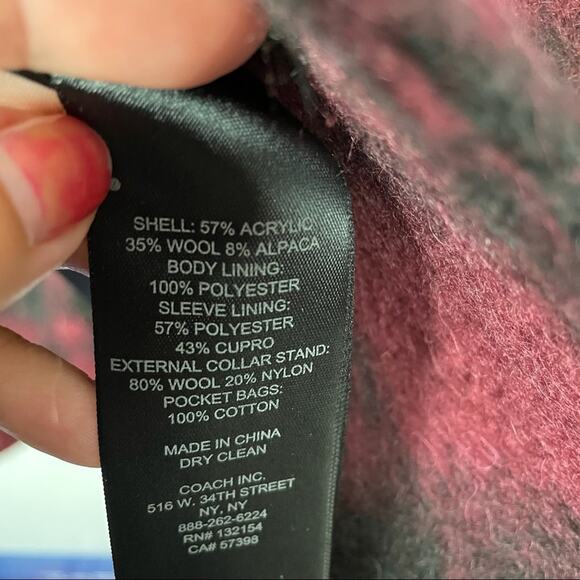 SHELL: 57% ACRYLIC
35% WOOL 8% ALPACA
BODY LINING:
100% POLYESTER
SLEEVE LINING:
57% POLYESTER
43% CUPRO
EXTERNAL COLLAR STAND:
80% WOOL 20% NYLON
POCKET BAGS:
100% COTTON
MADE IN CHINA
DRY CLEAN
COACH INC.
516 W. 34TH STREET
NY, NY
888-262-6224
RN# 132154
CA# 57398